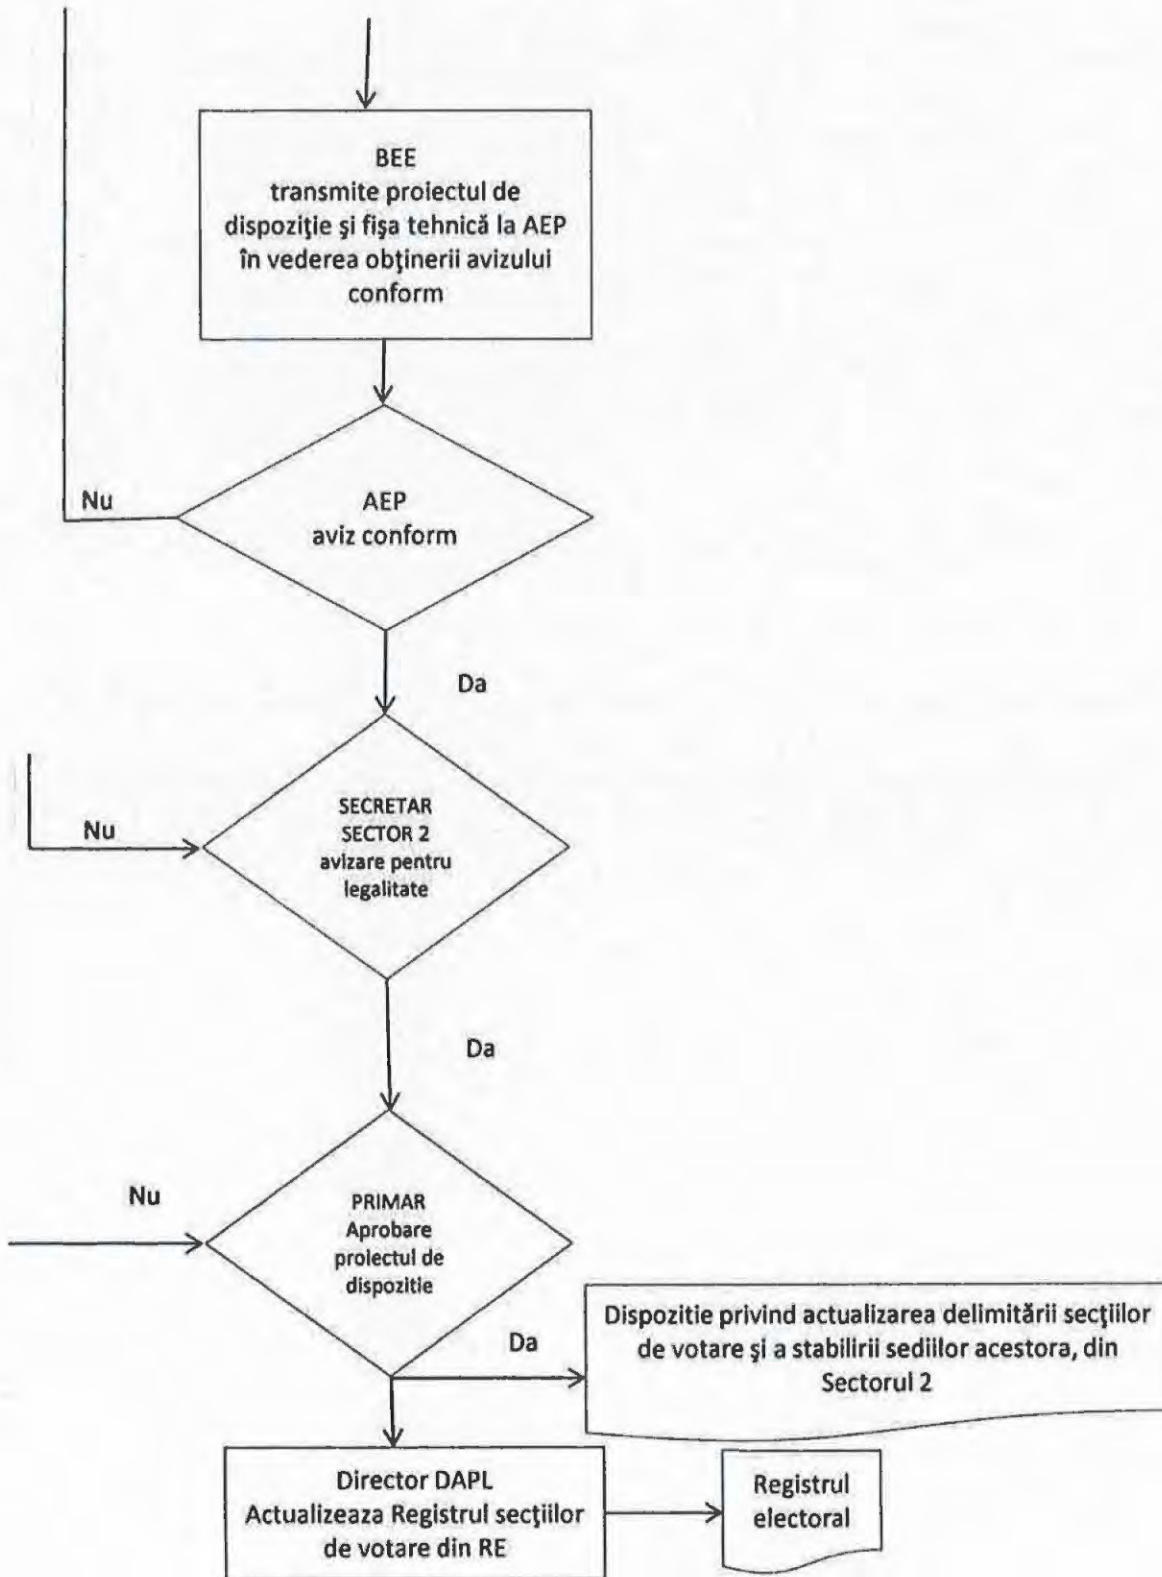 BEE
transmite proiectul de
dispoziţie şi fişa tehnică la AEP
în vederea obţinerii avizului
conform
Nu
AEP
aviz conform
Da
Nu
SECRETAR
SECTOR 2
avizare pentru
legalitate
Da
Nu
PRIMAR
Aprobare
proiectul de
dispozitie
Da
Dispozitie privind actualizarea delimitării secţiilor
de votare şi a stabilirii sediilor acestora, din
Sectorul 2
Director DAPL
Actualizeaza Registrul secţiilor
de votare din RE
Registrul
electoral